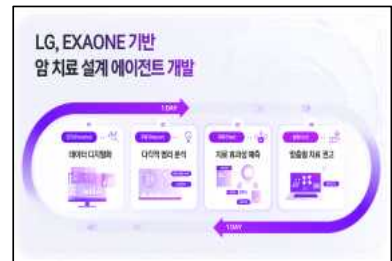 LG, EXAONE 기반
암 치료 설계 에이전트 개발
1 DAY
데이터 디지털화
다각적 병리 분석
치료 효과성 예측
맞춤형 치료 권고
1 DAY